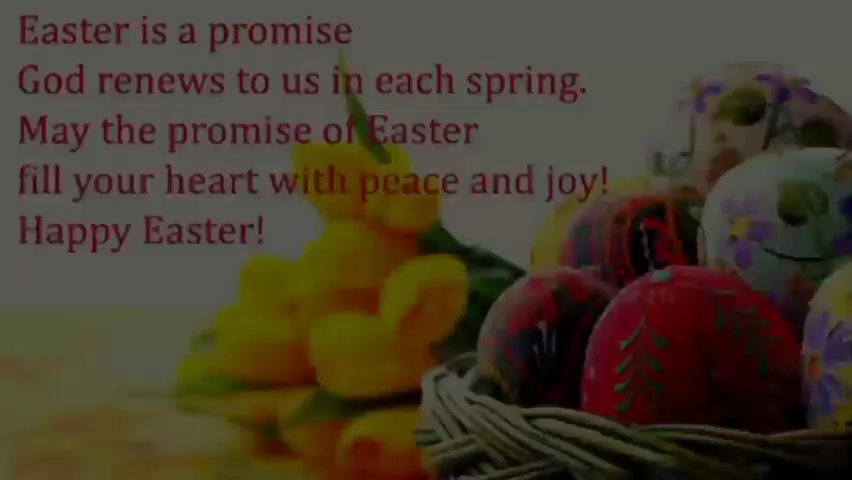 Easter is a promise
God renews to us in each spring.
May the promise of Easter
fill your heart with peace and joy!
Happy Easter!